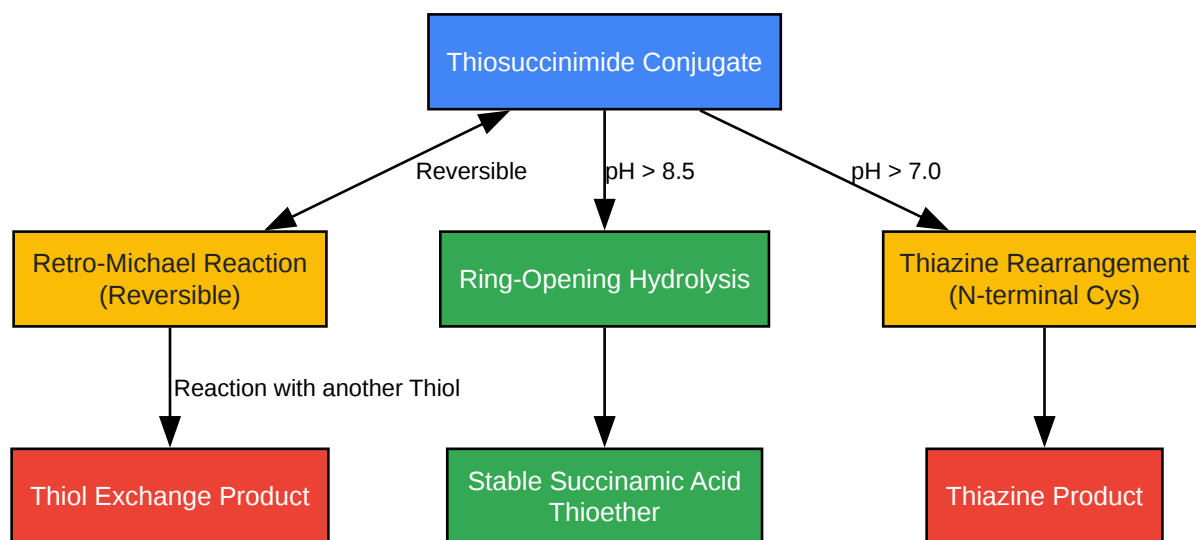 Thiosuccinimide Conjugate
Reversible
pH > 8.5
pH > 7.0
Retro-Michael Reaction
(Reversible)
Ring-Opening Hydrolysis
Thiazine Rearrangement
(N-terminal Cys)
Reaction with another Thiol
Thiol Exchange Product
Stable Succinamic Acid
Thioether
Thiazine Product